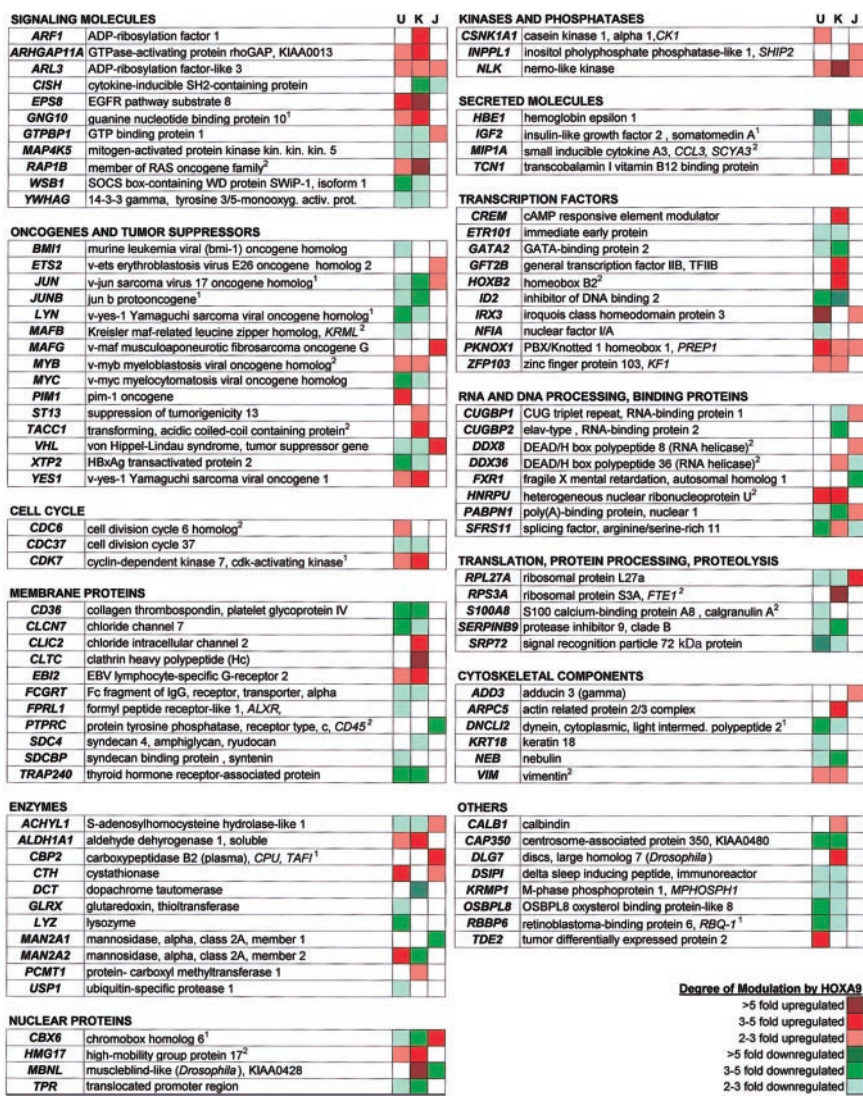 SIGNALING MOLECULES U K J
ARF1 ADP-ribosylation factor 1
ARHGAP11A GTPase-activating protein rhoGAP, KIAA0013
ARL3 ADP-ribosylation factor-like 3
CISH cytokine-inducible SH2-containing protein
EPS8 EGFR pathway substrate 8
GNG10 guanine nucleotide binding protein 10¹
GTPBP1 GTP binding protein 1
MAP4K5 mitogen-activated protein kinase kin. kin. kin. 5
RAP1B member of RAS oncogene family²
WSB1 SOCS box-containing WD protein SWiP-1, isoform 1
YWHAG 14-3-3 gamma, tyrosine 3/5-monooxyg. activ. prot.
ONCOGENES AND TUMOR SUPPRESSORS
BMI1 murine leukemia viral (bmi-1) oncogene homolog
ETS2 v-ets erythroblastosis virus E26 oncogene homolog 2
JUN v-jun sarcoma virus 17 oncogene homolog¹
JUNB jun b protooncogene¹
LYN v-yes-1 Yamaguchi sarcoma viral oncogene homolog¹
MAFB Kreisler maf-related leucine zipper homolog, KRML²
MAFG v-maf musculoaponeurotic fibrosarcoma oncogene G
MYB v-myb myeloblastosis viral oncogene homolog²
MYC v-myc myelocytomatosis viral oncogene homolog
PIM1 pim-1 oncogene
ST13 suppression of tumorigenicity 13
TACC1 transforming, acidic coiled-coil containing protein²
VHL von Hippel-Lindau syndrome, tumor suppressor gene
XTP2 HBxAg transactivated protein 2
YES1 v-yes-1 Yamaguchi sarcoma viral oncogene 1
CELL CYCLE
CDC6 cell division cycle 6 homolog²
CDC37 cell division cycle 37
CDK7 cyclin-dependent kinase 7, cdk-activating kinase¹
MEMBRANE PROTEINS
CD36 collagen thrombospondin, platelet glycoprotein IV
CLCN7 chloride channel 7
CLIC2 chloride intracellular channel 2
CLTC clathrin heavy polypeptide (Hc)
EBI2 EBV lymphocyte-specific G-receptor 2
FCGRT Fc fragment of IgG, receptor, transporter, alpha
FPRL1 formyl peptide receptor-like 1, ALXR,
PTPRC protein tyrosine phosphatase, receptor type, c, CD45²
SDC4 syndecan 4, amphiglycan, ryudocan
SDCBP syndecan binding protein , syntenin
TRAP240 thyroid hormone receptor-associated protein
ENZYMES
ACHYL1 S-adenosylhomocysteine hydrolase-like 1
ALDH1A1 aldehyde dehyrogenase 1, soluble
CBP2 carboxypeptidase B2 (plasma), CPU, TAFI¹
CTH cystathionase
DCT dopachrome tautomerase
GLRX glutaredoxin, thioltransferase
LYZ lysozyme
MAN2A1 mannosidase, alpha, class 2A, member 1
MAN2A2 mannosidase, alpha, class 2A, member 2
PCMT1 protein- carboxyl methyltransferase 1
USP1 ubiquitin-specific protease 1
NUCLEAR PROTEINS
CBX6 chromobox homolog 6¹
HMG17 high-mobility group protein 17²
MBNL muscleblind-like (Drosophila), KIAA0428
TPR translocated promoter region
KINASES AND PHOSPHATASES U K J
CSNK1A1 casein kinase 1, alpha 1,CK1
INPPL1 inositol pholyphosphate phosphatase-like 1, SHIP2
NLK nemo-like kinase
SECRETED MOLECULES
HBE1 hemoglobin epsilon 1
IGF2 insulin-like growth factor 2 , somatomedin A¹
MIP1A small inducible cytokine A3, CCL3, SCYA3²
TCN1 transcobalamin I vitamin B12 binding protein
TRANSCRIPTION FACTORS
CREM cAMP responsive element modulator
ETR101 immediate early protein
GATA2 GATA-binding protein 2
GFT2B general transcription factor IIB, TFIIB
HOXB2 homeobox B2²
ID2 inhibitor of DNA binding 2
IRX3 iroquois class homeodomain protein 3
NFIA nuclear factor I/A
PKNOX1 PBX/Knotted 1 homeobox 1, PREP1
ZFP103 zinc finger protein 103, KF1
RNA AND DNA PROCESSING, BINDING PROTEINS
CUGBP1 CUG triplet repeat, RNA-binding protein 1
CUGBP2 elav-type , RNA-binding protein 2
DDX8 DEAD/H box polypeptide 8 (RNA helicase)²
DDX36 DEAD/H box polypeptide 36 (RNA helicase)²
FXR1 fragile X mental retardation, autosomal homolog 1
HNRPU heterogeneous nuclear ribonucleoprotein U²
PABPN1 poly(A)-binding protein, nuclear 1
SFRS11 splicing factor, arginine/serine-rich 11
TRANSLATION, PROTEIN PROCESSING, PROTEOLYSIS
RPL27A ribosomal protein L27a
RPS3A ribosomal protein S3A, FTE1²
S100A8 S100 calcium-binding protein A8 , calgranulin A²
SERPINB9 protease inhibitor 9, clade B
SRP72 signal recognition particle 72 kDa protein
CYTOSKELETAL COMPONENTS
ADD3 adducin 3 (gamma)
ARPC5 actin related protein 2/3 complex
DNCLI2 dynein, cytoplasmic, light intermed. polypeptide 2¹
KRT18 keratin 18
NEB nebulin
VIM vimentin²
OTHERS
CALB1 calbindin
CAP350 centrosome-associated protein 350, KIAA0480
DLG7 discs, large homolog 7 (Drosophila)
DSIPI delta sleep inducing peptide, immunoreactor
KRMP1 M-phase phosphoprotein 1, MPHOSPH1
OSBPL8 OSBPL8 oxysterol binding protein-like 8
RBBP6 retinoblastoma-binding protein 6, RBQ-1¹
TDE2 tumor differentially expressed protein 2
Degree of Modulation by HOXA9
>5 fold upregulated
3-5 fold upregulated
2-3 fold upregulated
>5 fold downregulated
3-5 fold downregulated
2-3 fold downregulated